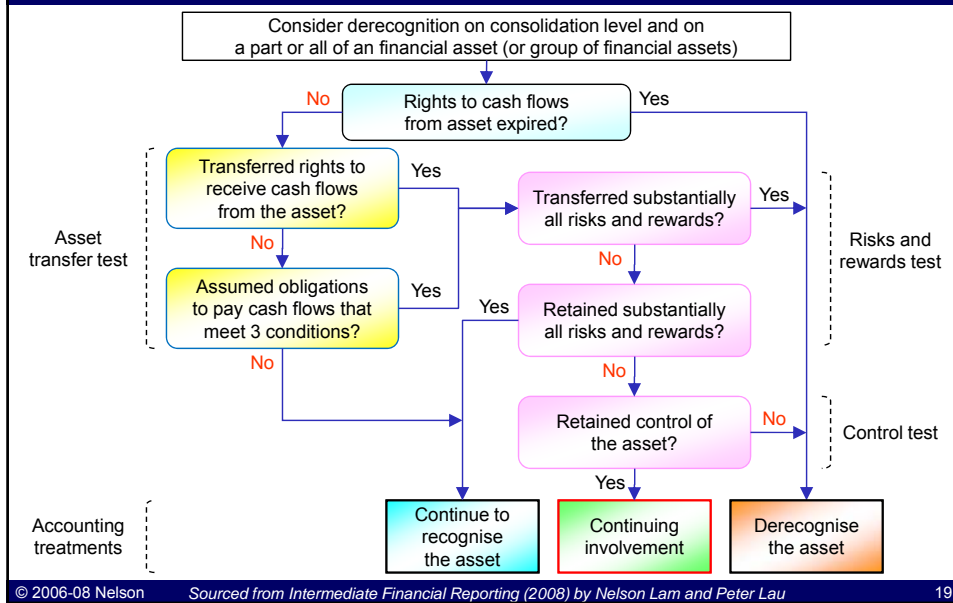 Consider derecognition on consolidation level and on
a part or all of an financial asset (or group of financial assets)
No
Rights to cash flows
from asset expired?
Yes
Asset
transfer test
Transferred rights to
receive cash flows
from the asset?
Yes
Transferred substantially
all risks and rewards?
Yes
Risks and
rewards test
No
No
Assumed obligations
to pay cash flows that
meet 3 conditions?
Yes
Yes
Retained substantially
all risks and rewards?
No
No
Retained control of
the asset?
No
Control test
Yes
Accounting
treatments
Continue to
recognise
the asset
Continuing
involvement
Derecognise
the asset
© 2006-08 Nelson
Sourced from Intermediate Financial Reporting (2008) by Nelson Lam and Peter Lau
19